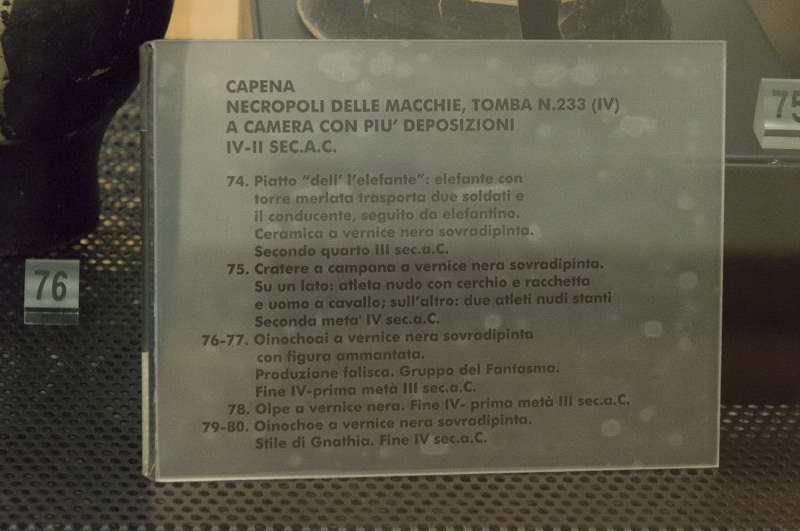 CAPENA
NECROPOLI DELLE MACCHIE, TOMBA N.233 (IV)
A CAMERA CON PIU' DEPOSIZIONI
IV-II SEC.A.C.
74. Piatto "dell' l'elefante": elefante con
torre merlata trasporta due soldati e
il conducente, seguito da elefantino.
Ceramica a vernice nera sovradipinta.
Secondo quarto III sec.a.C.
75. Cratere a campana a vernice nera sovradipinta.
Su un lato: atleta nudo con cerchio e racchetta
e uomo a cavallo; sull'altro: due atleti nudi stanti
Seconda meta' IV sec.a.C.
76-77. Oinochoai a vernice nera sovradipinta
con figura ammantata.
Produzione falisca. Gruppo del Fantasma.
Fine IV-prima metà III sec.a.C.
78. Olpe a vernice nera. Fine IV- prima metà III sec.a.C.
79-80. Oinochoe a vernice nera sovradipinta.
Stile di Gnathia. Fine IV sec.a.C.
76
75